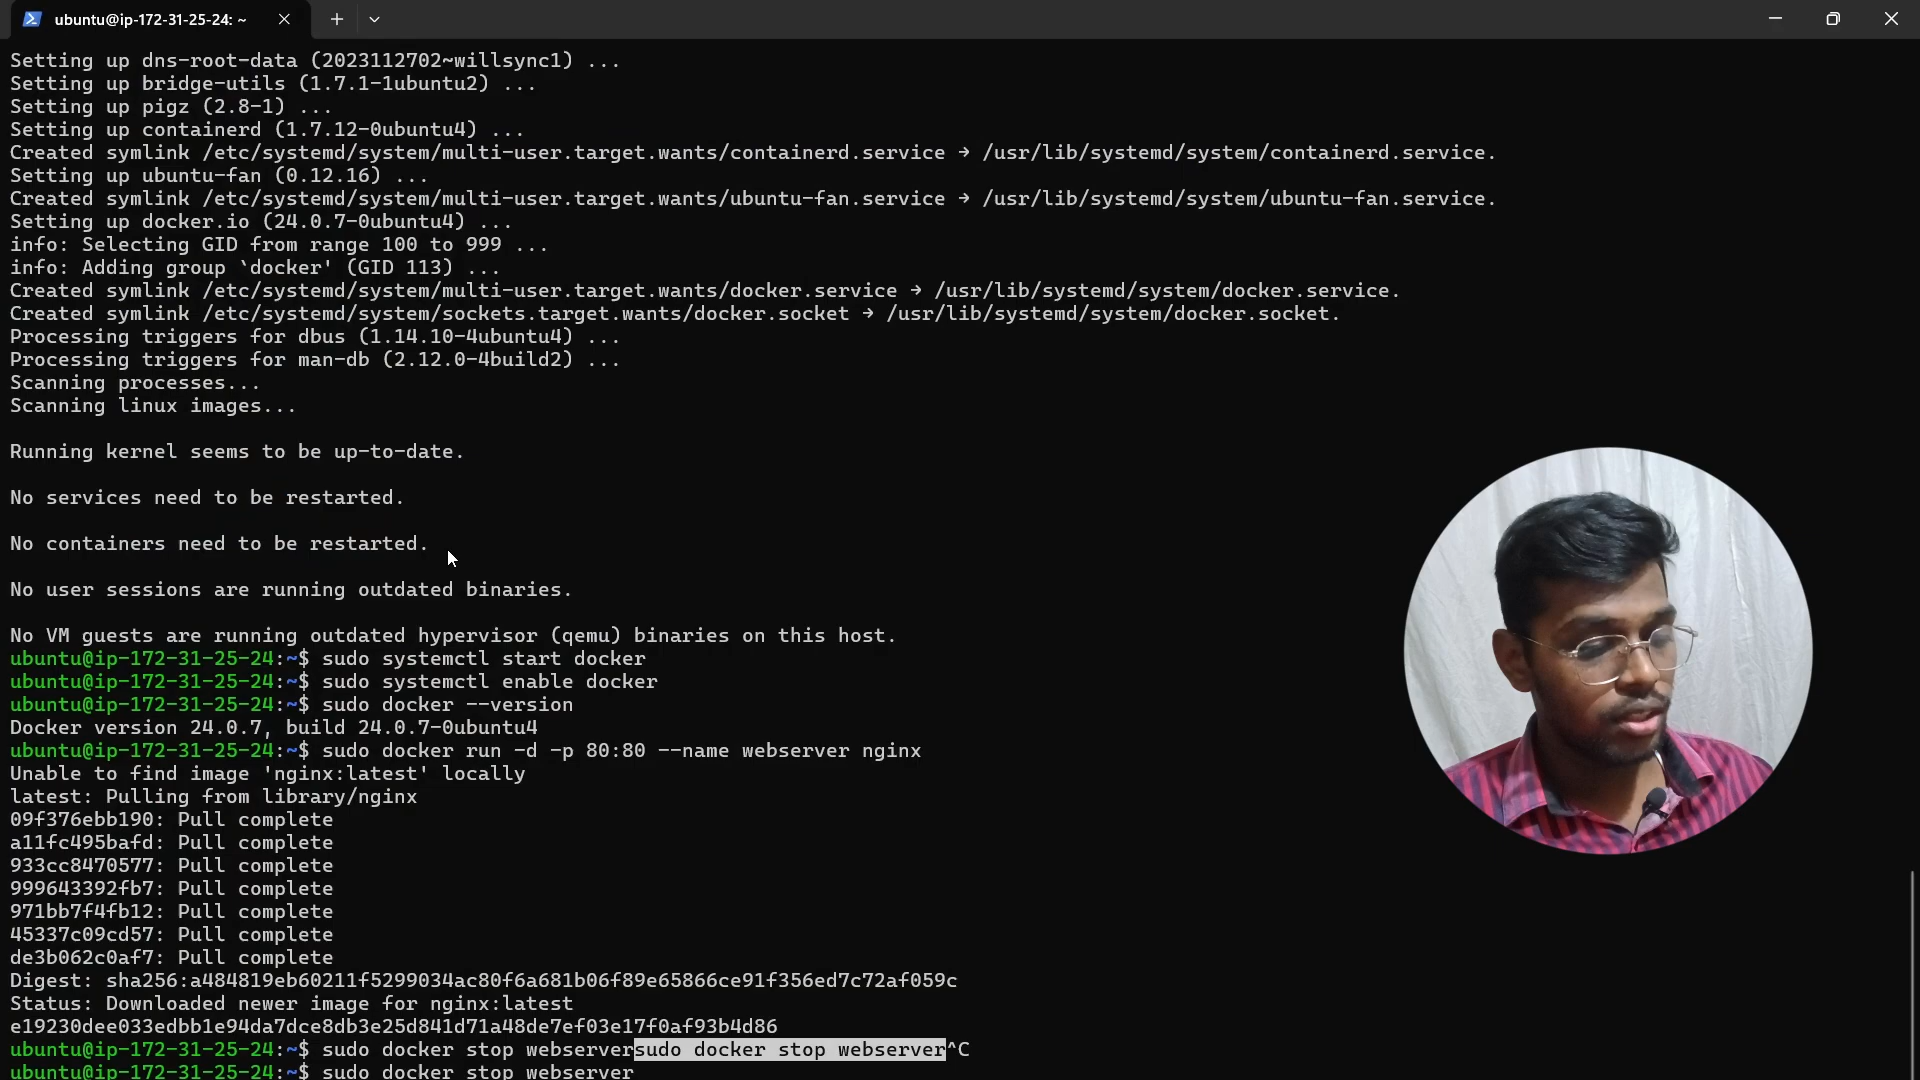 ubuntu@ip-172-31-25-24: ~
Setting up dns-root-data (2023112702~willsync1) ...
Setting up bridge-utils (1.7.1-1ubuntu2) ...
Setting up pigz (2.8-1) ...
Setting up containerd (1.7.12-0ubuntu4) ...
Created symlink /etc/systemd/system/multi-user.target.wants/containerd.service → /usr/lib/systemd/system/containerd.service.
Setting up ubuntu-fan (0.12.16) ...
Created symlink /etc/systemd/system/multi-user.target.wants/ubuntu-fan.service → /usr/lib/systemd/system/ubuntu-fan.service.
Setting up docker.io (24.0.7-0ubuntu4) ...
info: Selecting GID from range 100 to 999 ...
info: Adding group `docker' (GID 113) ...
Created symlink /etc/systemd/system/multi-user.target.wants/docker.service → /usr/lib/systemd/system/docker.service.
Created symlink /etc/systemd/system/sockets.target.wants/docker.socket → /usr/lib/systemd/system/docker.socket.
Processing triggers for dbus (1.14.10-4ubuntu4) ...
Processing triggers for man-db (2.12.0-4build2) ...
Scanning processes...
Scanning linux images...
Running kernel seems to be up-to-date.
No services need to be restarted.
No containers need to be restarted.
No user sessions are running outdated binaries.
No VM guests are running outdated hypervisor (qemu) binaries on this host.
ubuntu@ip-172-31-25-24:~$ sudo systemctl start docker
ubuntu@ip-172-31-25-24:~$ sudo systemctl enable docker
ubuntu@ip-172-31-25-24:~$ sudo docker --version
Docker version 24.0.7, build 24.0.7-0ubuntu4
ubuntu@ip-172-31-25-24:~$ sudo docker run -d -p 80:80 --name webserver nginx
Unable to find image 'nginx:latest' locally
latest: Pulling from library/nginx
09f376ebb190: Pull complete
a11fc495bafd: Pull complete
933cc8470577: Pull complete
999643392fb7: Pull complete
971bb7f4fb12: Pull complete
45337c09cd57: Pull complete
de3b062c0af7: Pull complete
Digest: sha256:a484819eb60211f5299034ac80f6a681b06f89e65866ce91f356ed7c72af059c
Status: Downloaded newer image for nginx:latest
e19230dee033edbb1e94da7dce8db3e25d841d71a48de7ef03e17f0af93b4d86
ubuntu@ip-172-31-25-24:~$ sudo docker stop webserversudo docker stop webserver^C
ubuntu@ip-172-31-25-24:~$ sudo docker stop webserver